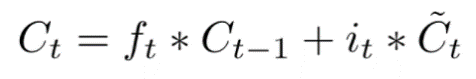 C_t = f_t * C_{t-1} + i_t * \tilde{C}_t